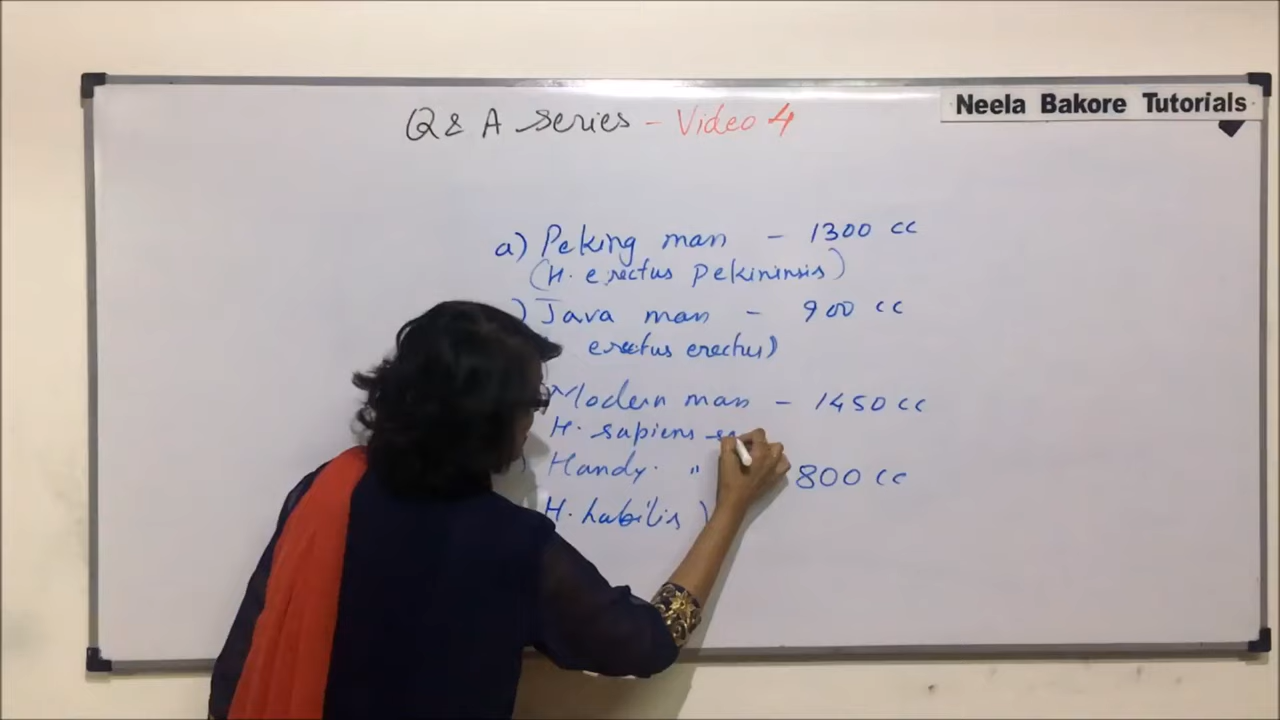 Neela Bakore Tutorials
Q & A series - Video 4
a) Peking man - 1300 cc
(H. erectus pekininsis)
) Java man - 900 cc
erectus erectus)
Modern man - 1450 cc
H. sapiens
Handy " 800 cc
H. habilis )